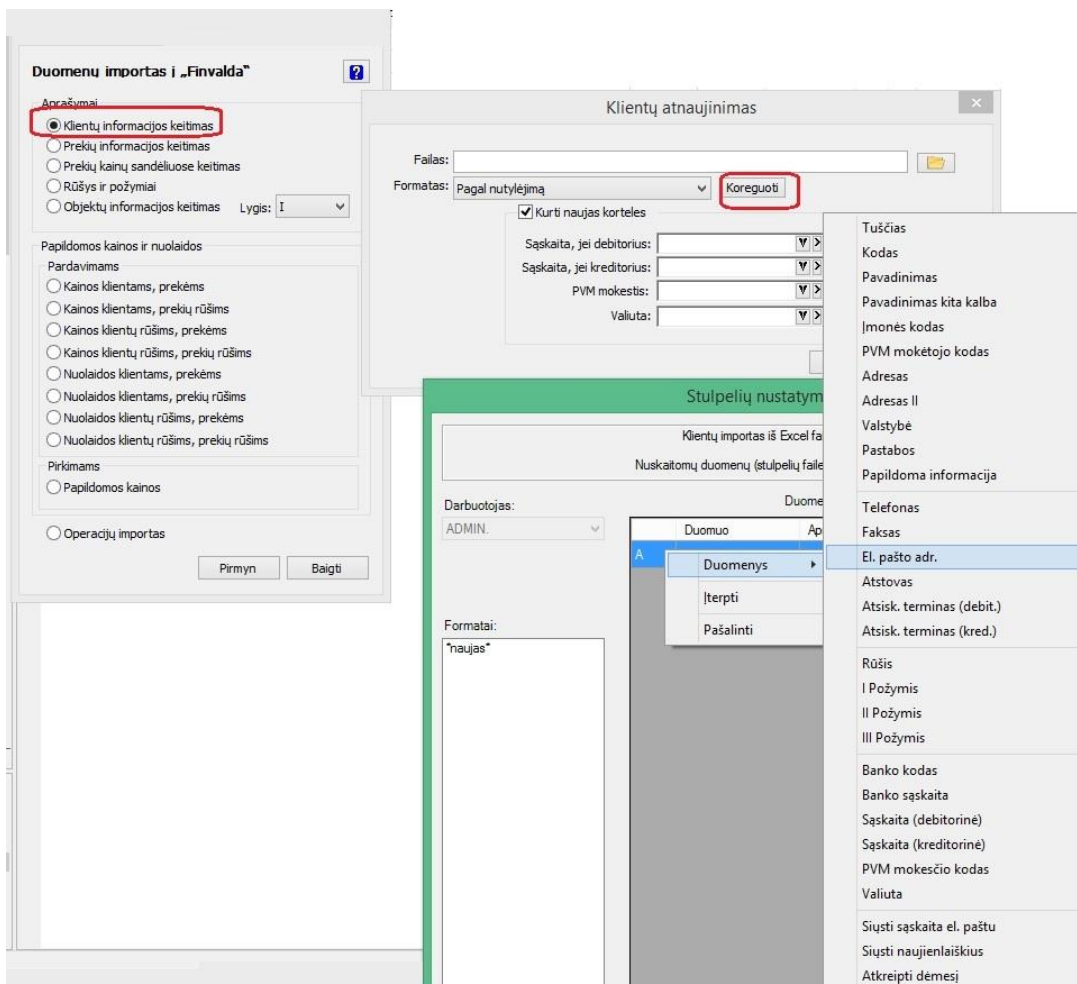 Duomenų importas į „Finvalda“
Aprašymai
Klientų informacijos keitimas
Prekių informacijos keitimas
Prekių kainų sandėliuose keitimas
Rūšys ir požymiai
Objektų informacijos keitimas Lygis: I
Papildomos kainos ir nuolaidos
Pardavimams
Kainos klientams, prekėms
Kainos klientams, prekių rūšims
Kainos klientų rūšims, prekėms
Kainos klientų rūšims, prekių rūšims
Nuolaidos klientams, prekėms
Nuolaidos klientams, prekių rūšims
Nuolaidos klientų rūšims, prekėms
Nuolaidos klientų rūšims, prekių rūšims
Pirkimams
Papildomos kainos
Operacijų importas
Pirmyn Baigti
Klientų atnaujinimas
Failas:
Formatas: Pagal nutylėjimą Koreguoti
Kurti naujas korteles
Sąskaita, jei debitorius:
Sąskaita, jei kreditorius:
PVM mokestis:
Valiuta:
Stulpelių nustatym
Klientų importas iš Excel fa
Nuskaitomų duomenų (stulpelių faile
Darbuotojas:
ADMIN.
Duome
Duomuo Ap
A
Formatai:
"naujas"
Duomenys
Įterpti
Pašalinti
Tuščias
Kodas
Pavadinimas
Pavadinimas kita kalba
Įmonės kodas
PVM mokėtojo kodas
Adresas
Adresas II
Valstybė
Pastabos
Papildoma informacija
Telefonas
Faksas
El. pašto adr.
Atstovas
Atsisk. terminas (debit.)
Atsisk. terminas (kred.)
Rūšis
I Požymis
II Požymis
III Požymis
Banko kodas
Banko sąskaita
Sąskaita (debitorinė)
Sąskaita (kreditorinė)
PVM mokesčio kodas
Valiuta
Siųsti sąskaita el. paštu
Siųsti naujienlaiškius
Atkreipti dėmesį